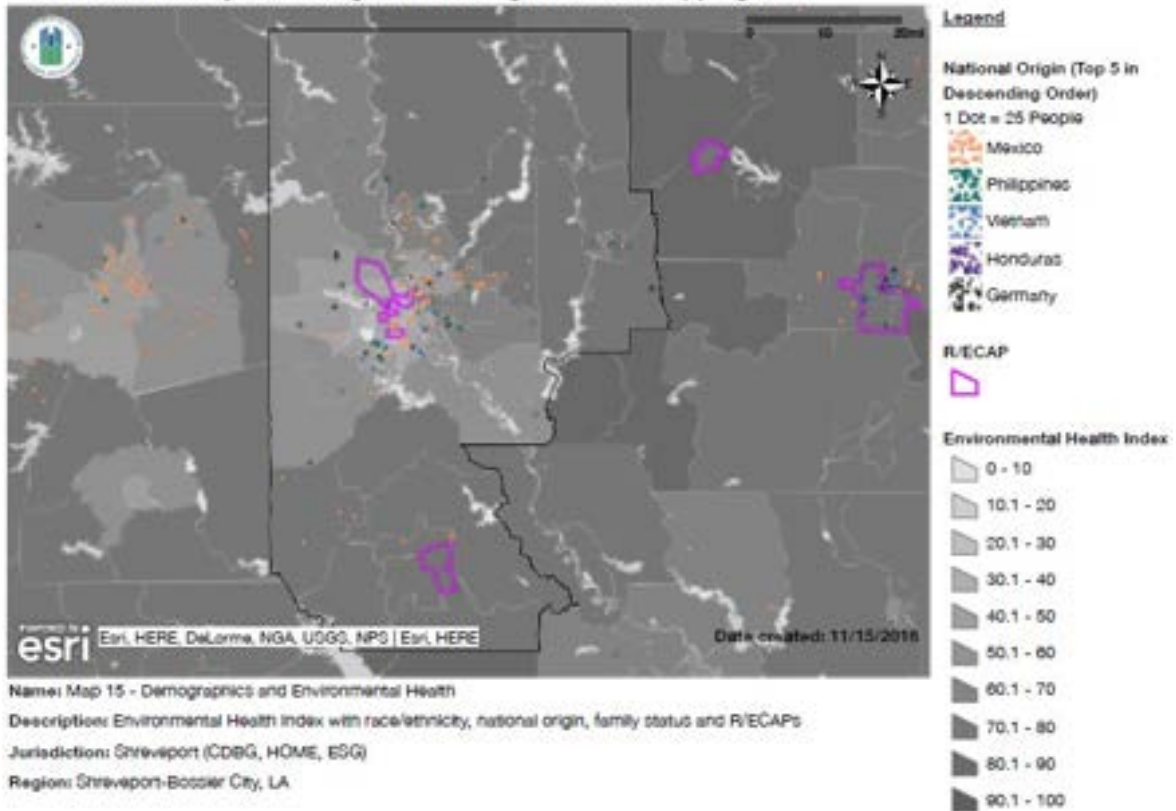 0 10 20mi
N
S
esri
Esri, HERE, DeLorme, NGA, USGS, NPS | Esri, HERE
Date created: 11/15/2016
Legend
National Origin (Top 5 in
Descending Order)
1 Dot = 25 People
Mexico
Philippines
Vietnam
Honduras
Germany
R/ECAP
Environmental Health Index
0 - 10
10.1 - 20
20.1 - 30
30.1 - 40
40.1 - 50
50.1 - 60
60.1 - 70
70.1 - 80
80.1 - 90
90.1 - 100
Name: Map 15 - Demographics and Environmental Health
Description: Environmental Health Index with race/ethnicity, national origin, family status and R/ECAPs
Jurisdiction: Shreveport (CDBG, HOME, ESG)
Region: Shreveport-Bossier City, LA